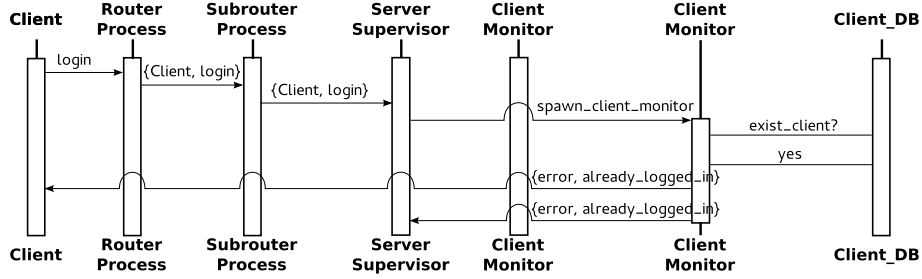 Client
Router
Process
Subrouter
Process
Server
Supervisor
Client
Monitor
Client
Monitor
Client_DB
login
{Client, login}
{Client, login}
spawn_client_monitor
exist_client?
yes
{error, already_logged_in}
{error, already_logged_in}
Client
Router
Process
Subrouter
Process
Server
Supervisor
Client
Monitor
Client
Monitor
Client_DB